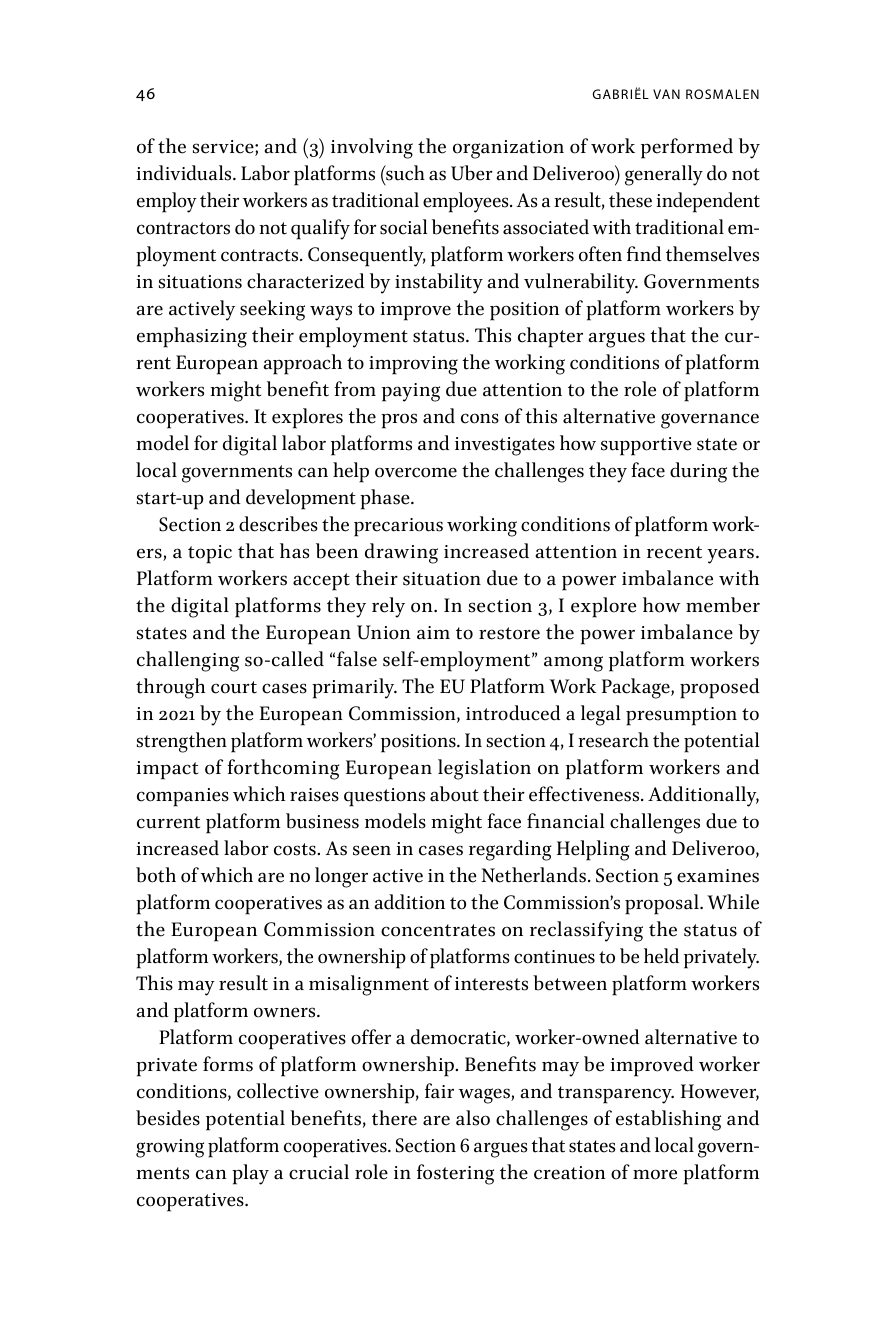 46
GABRIËL VAN ROSMALEN
of the service; and (3) involving the organization of work performed by
individuals. Labor platforms (such as Uber and Deliveroo) generally do not
employ their workers as traditional employees. As a result, these independent
contractors do not qualify for social benefits associated with traditional em-
ployment contracts. Consequently, platform workers often find themselves
in situations characterized by instability and vulnerability. Governments
are actively seeking ways to improve the position of platform workers by
emphasizing their employment status. This chapter argues that the cur-
rent European approach to improving the working conditions of platform
workers might benefit from paying due attention to the role of platform
cooperatives. It explores the pros and cons of this alternative governance
model for digital labor platforms and investigates how supportive state or
local governments can help overcome the challenges they face during the
start-up and development phase.
Section 2 describes the precarious working conditions of platform work-
ers, a topic that has been drawing increased attention in recent years.
Platform workers accept their situation due to a power imbalance with
the digital platforms they rely on. In section 3, I explore how member
states and the European Union aim to restore the power imbalance by
challenging so-called “false self-employment” among platform workers
through court cases primarily. The EU Platform Work Package, proposed
in 2021 by the European Commission, introduced a legal presumption to
strengthen platform workers’ positions. In section 4, I research the potential
impact of forthcoming European legislation on platform workers and
companies which raises questions about their effectiveness. Additionally,
current platform business models might face financial challenges due to
increased labor costs. As seen in cases regarding Helpling and Deliveroo,
both of which are no longer active in the Netherlands. Section 5 examines
platform cooperatives as an addition to the Commission’s proposal. While
the European Commission concentrates on reclassifying the status of
platform workers, the ownership of platforms continues to be held privately.
This may result in a misalignment of interests between platform workers
and platform owners.
Platform cooperatives offer a democratic, worker-owned alternative to
private forms of platform ownership. Benefits may be improved worker
conditions, collective ownership, fair wages, and transparency. However,
besides potential benefits, there are also challenges of establishing and
growing platform cooperatives. Section 6 argues that states and local govern-
ments can play a crucial role in fostering the creation of more platform
cooperatives.